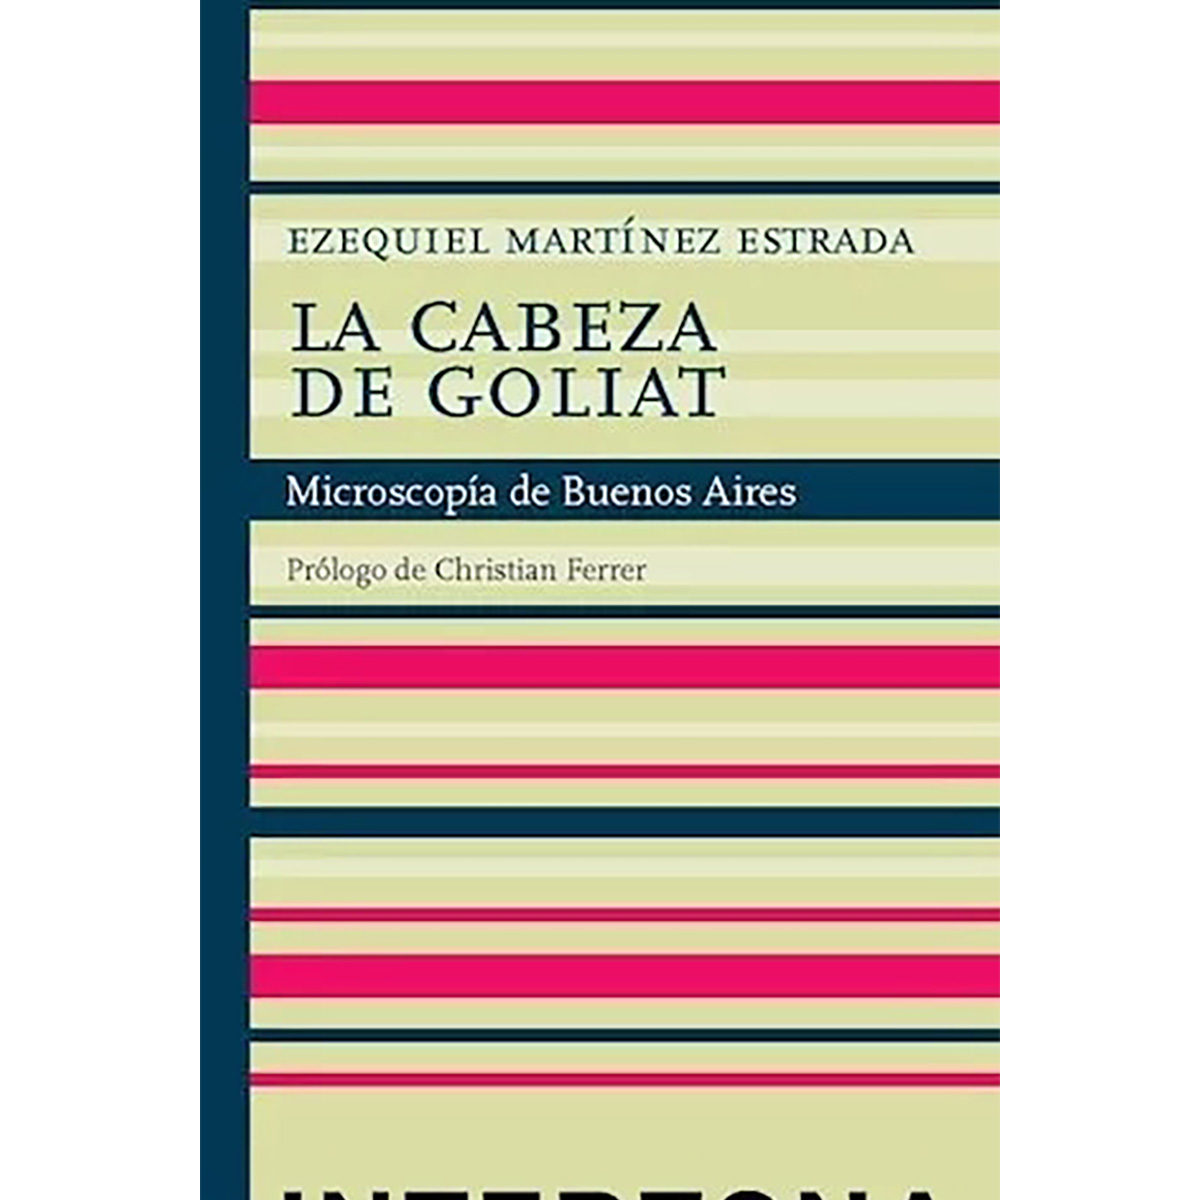 EZEQUIEL MARTÍNEZ ESTRADA
LA CABEZA
DE GOLIAT
Microscopía de Buenos Aires
Prólogo de Christian Ferrer